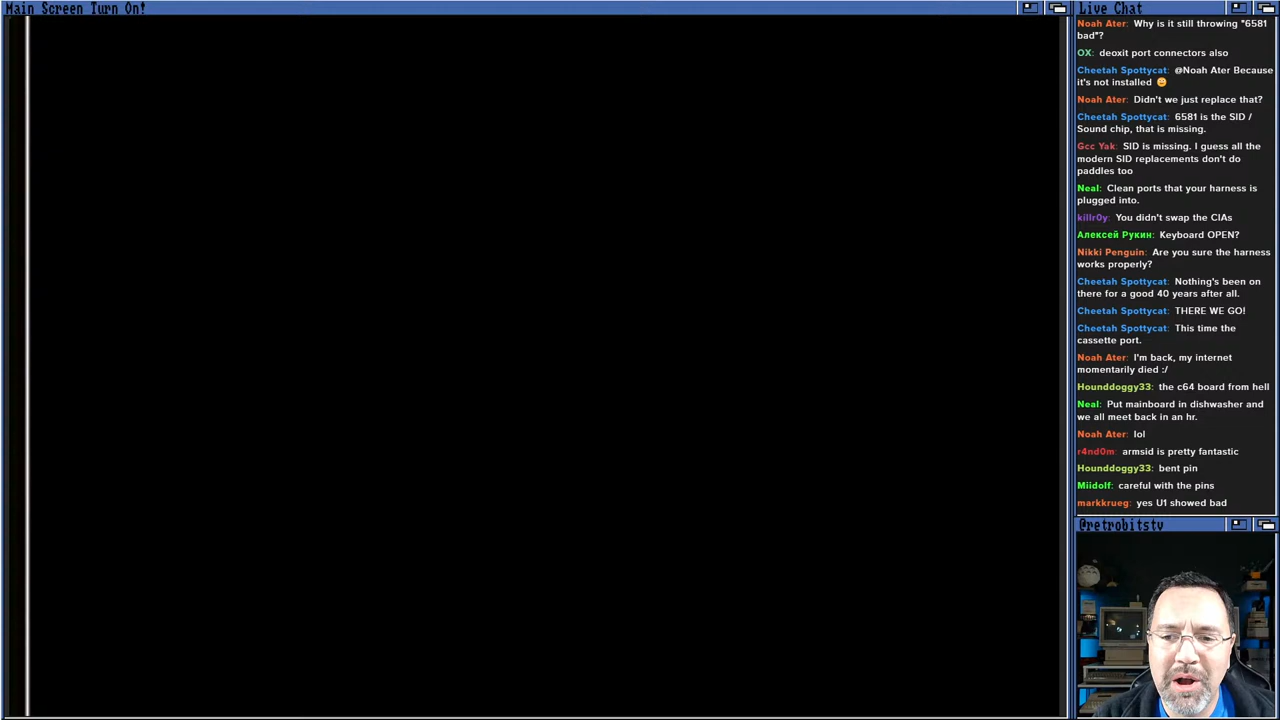 Main Screen Turn On!
Live Chat
Noah Ater: Why is it still throwing "6581
bad"?
OX: deoxit port connectors also
Cheetah Spottycat: @Noah Ater Because
it's not installed
Noah Ater: Didn't we just replace that?
Cheetah Spottycat: 6581 is the SID /
Sound chip, that is missing.
Gcc Yak: SID is missing. I guess all the
modern SID replacements don't do
paddles too
Neal: Clean ports that your harness is
plugged into.
killr0y: You didn't swap the CIAs
Алексей Рукин: Keyboard OPEN?
Nikki Penguin: Are you sure the harness
works properly?
Cheetah Spottycat: Nothing's been on
there for a good 40 years after all.
Cheetah Spottycat: THERE WE GO!
Cheetah Spottycat: This time the
cassette port.
Noah Ater: I'm back, my internet
momentarily died :/
Hounddoggy33: the c64 board from hell
Neal: Put mainboard in dishwasher and
we all meet back in an hr.
Noah Ater: lol
r4nd0m: armsid is pretty fantastic
Hounddoggy33: bent pin
Miidolf: careful with the pins
markkrueg: yes U1 showed bad
@retrobitstv